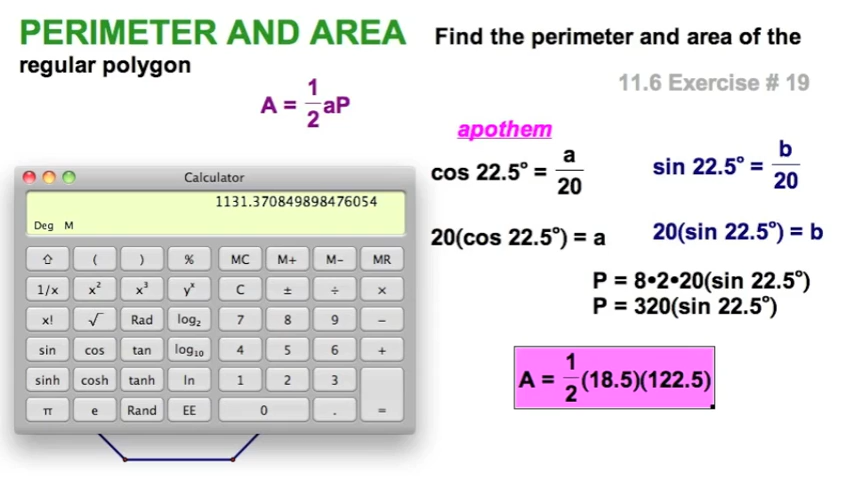 PERIMETER AND AREA Find the perimeter and area of the
regular polygon
11.6 Exercise # 19
A = 1/2 aP
apothem
cos 22.5° = a/20
sin 22.5° = b/20
20(cos 22.5°) = a
20(sin 22.5°) = b
P = 8•2•20(sin 22.5°)
P = 320(sin 22.5°)
A = 1/2 (18.5)(122.5)
Calculator
1131.370849898476054
Deg M
⇧ ( ) % MC M+ M− MR
1/x x² x³ yˣ C ± ÷ ×
x! √ Rad log₂ 7 8 9 −
sin cos tan log₁₀ 4 5 6 +
sinh cosh tanh ln 1 2 3
π e Rand EE 0 . =